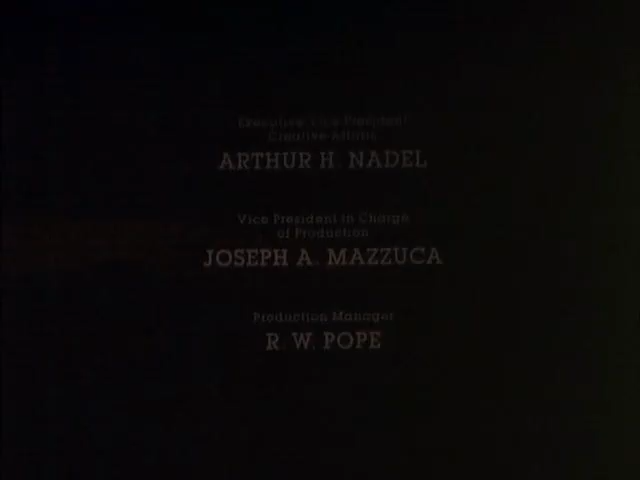 Executive Vice President
Creative Affairs
ARTHUR H. NADEL
Vice President In Charge
of Production
JOSEPH A. MAZZUCA
Production Manager
R. W. POPE